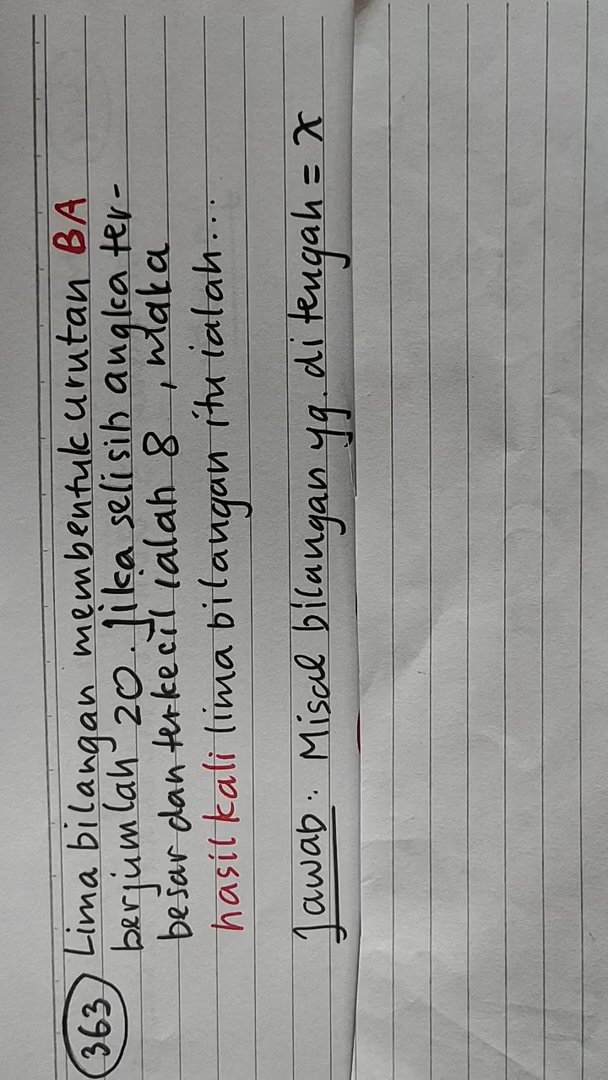 363 Lima bilangan membentuk urutan BA
berjumlah 20. Jika selisih angka ter-
besar dan terkecil ialah 8, maka
hasil kali lima bilangan itu ialah...
Jawab: Misal bilangan yg. di tengah = x